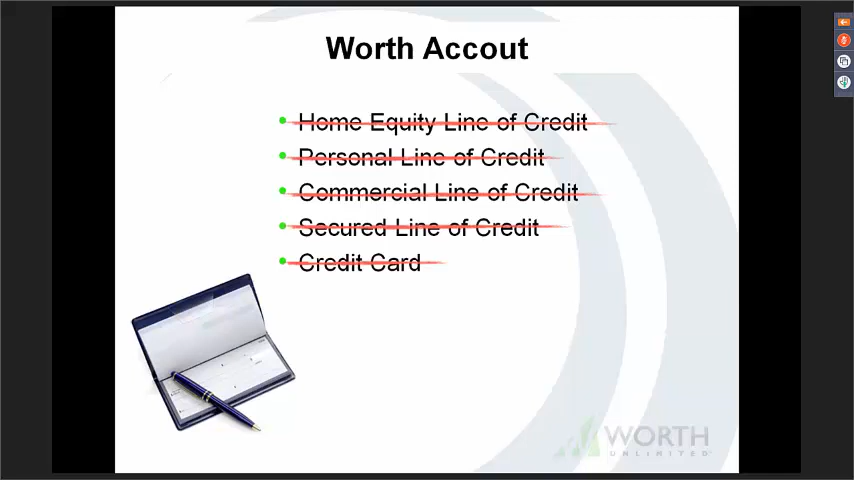 Worth Accout
Home Equity Line of Credit
Personal Line of Credit
Commercial Line of Credit
Secured Line of Credit
Credit Card
WORTH
UNLIMITED